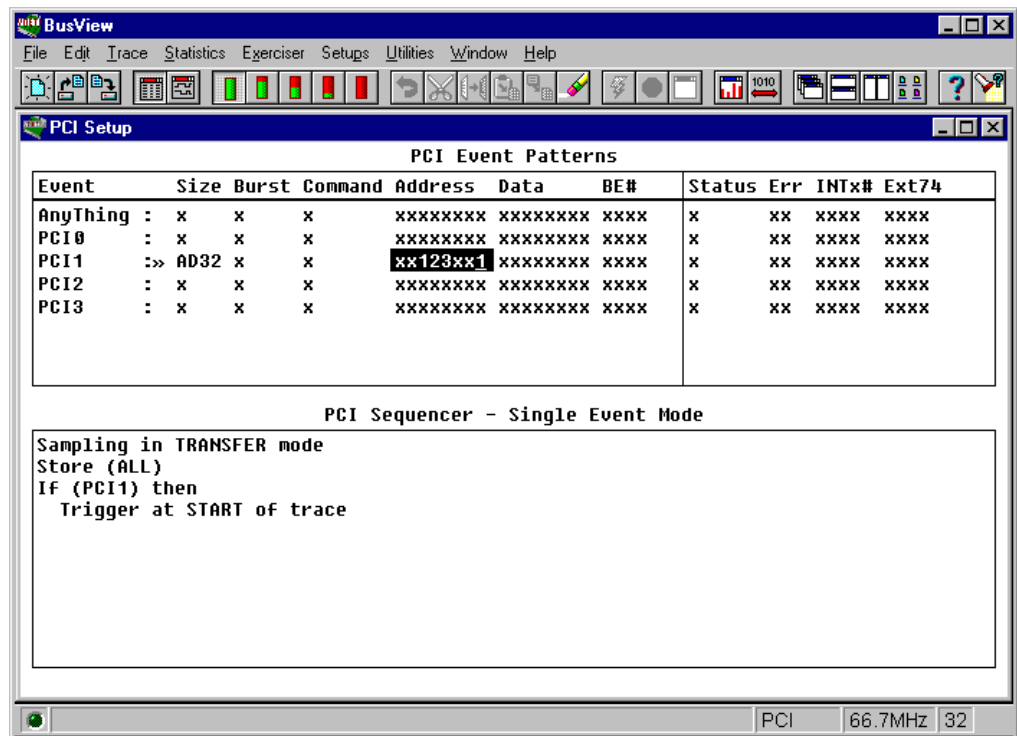 BusView
File Edit Trace Statistics Exerciser Setups Utilities Window Help
1010
PCI Setup
PCI Event Patterns
Event Size Burst Command Address Data BE# Status Err INTx# Ext74
AnyThing : x x x xxxxxxxx xxxxxxxx xxxx x xx xxxx xxxx
PCI0 : x x x xxxxxxxx xxxxxxxx xxxx x xx xxxx xxxx
PCI1 :» AD32 x x xx123xx1 xxxxxxxx xxxx x xx xxxx xxxx
PCI2 : x x x xxxxxxxx xxxxxxxx xxxx x xx xxxx xxxx
PCI3 : x x x xxxxxxxx xxxxxxxx xxxx x xx xxxx xxxx
PCI Sequencer - Single Event Mode
Sampling in TRANSFER mode
Store (ALL)
If (PCI1) then
Trigger at START of trace
PCI 66.7MHz 32